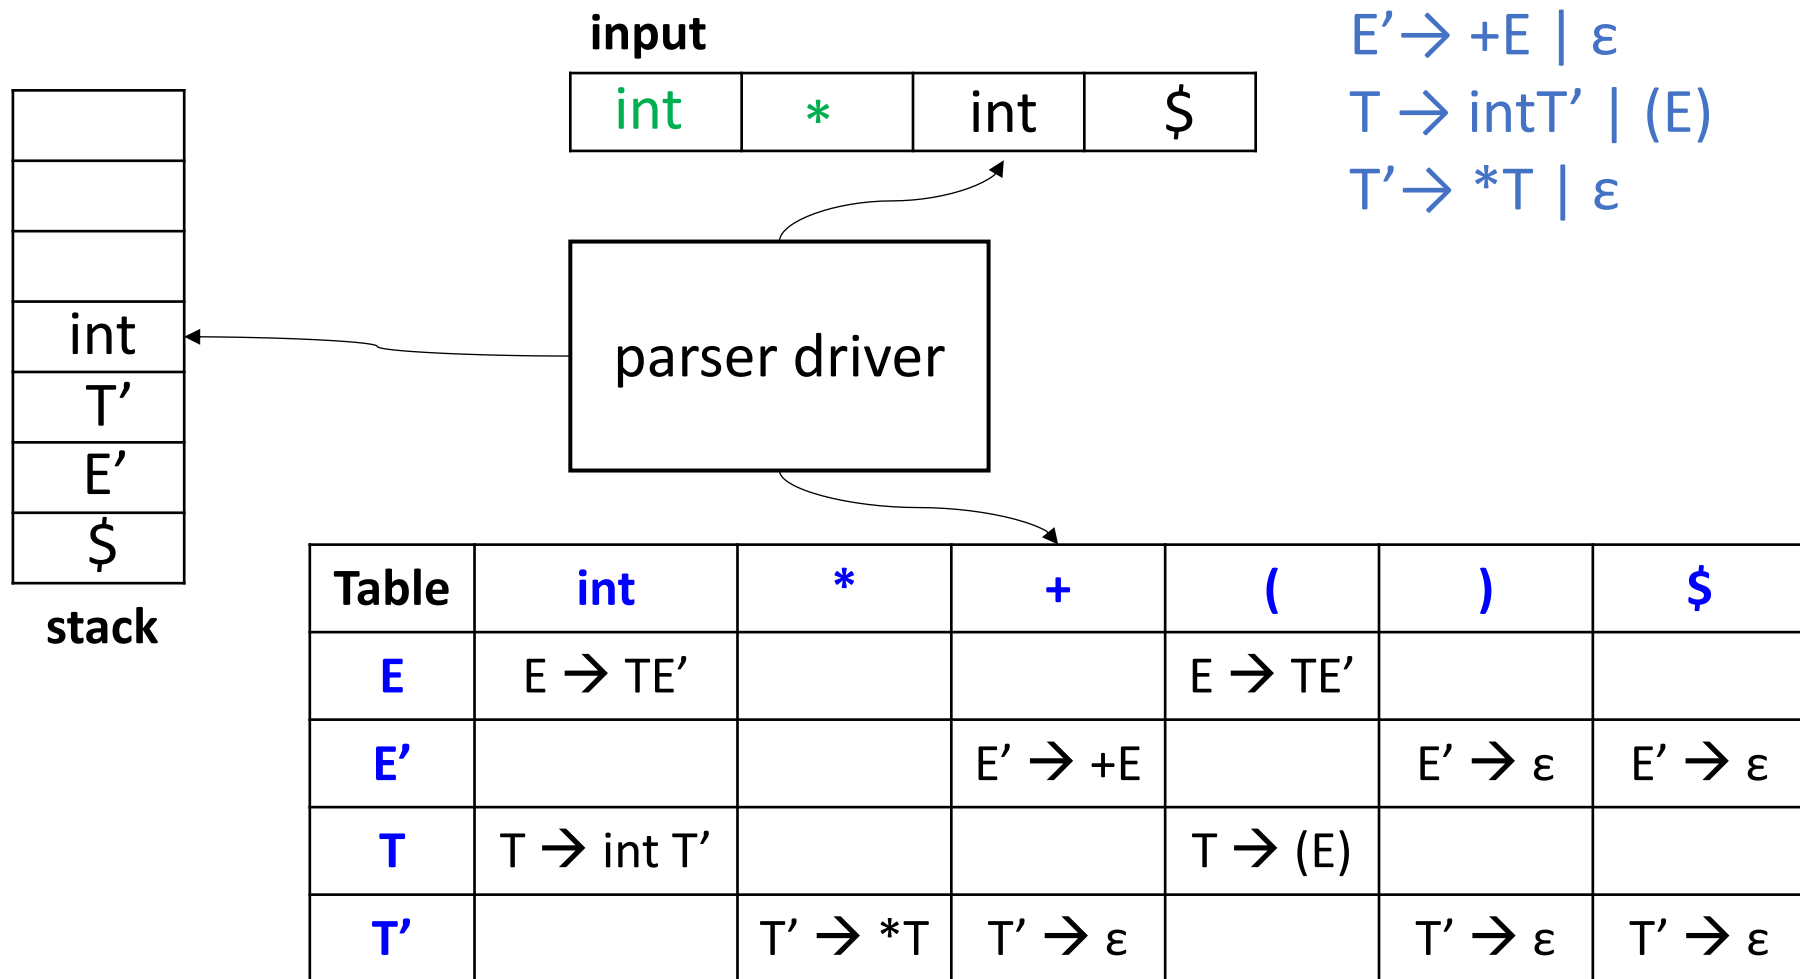 input
int * int $
E’→ +E | ε
T → intT’ | (E)
T’→ *T | ε
int
T’
E’
$
stack
parser driver
Table int * + ( ) $
E E → TE’ E → TE’
E’ E’ → +E E’ → ε E’ → ε
T T → int T’ T → (E)
T’ T’ → *T T’ → ε T’ → ε T’ → ε